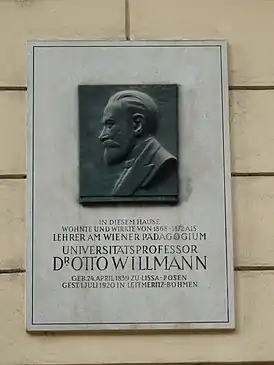 IN DIESEM HAUSE
WOHNTE UND WIRKTE VON 1868-1872 ALS
LEHRER AM WIENER PÄDAGOGIUM
UNIVERSITÄTSPROFESSOR
DR OTTO WILLMANN
GEB. 24. APRIL 1839 ZU LISSA-POSEN
GEST. 1. JULI 1920 IN LEITMERITZ-BÖHMEN